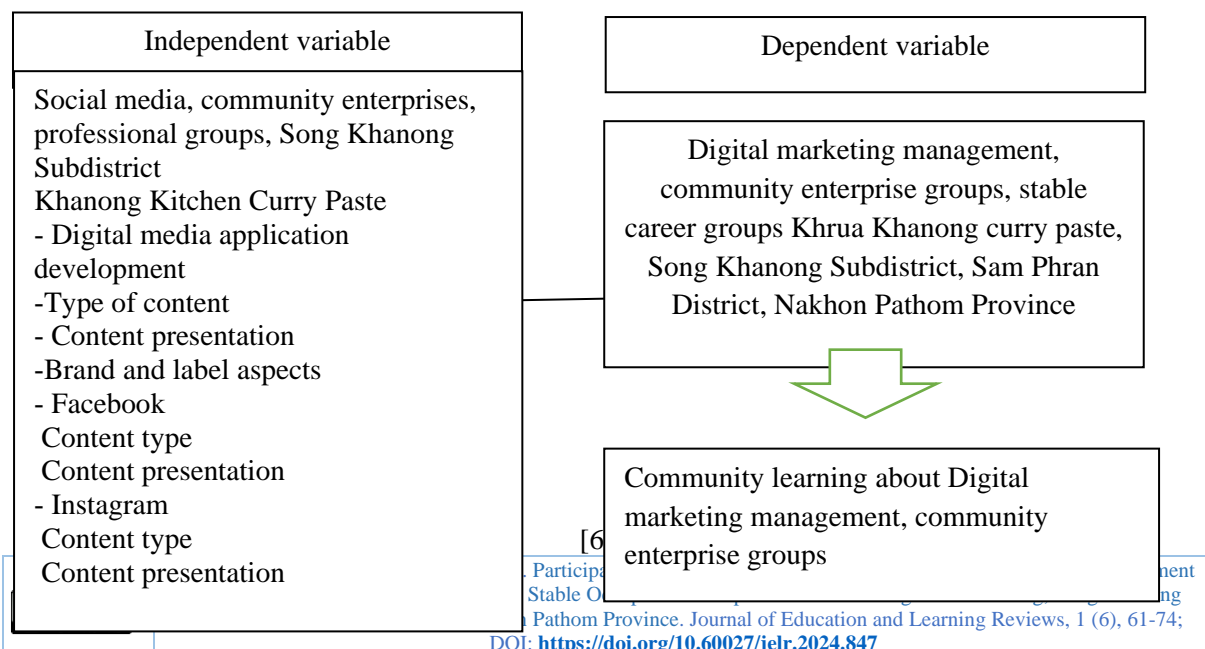 Independent variable
Social media, community enterprises,
professional groups, Song Khanong
Subdistrict
Khanong Kitchen Curry Paste
- Digital media application
development
-Type of content
- Content presentation
-Brand and label aspects
- Facebook
Content type
Content presentation
- Instagram
Content type
Content presentation
Dependent variable
Digital marketing management,
community enterprise groups, stable
career groups Khrua Khanong curry paste,
Song Khanong Subdistrict, Sam Phran
District, Nakhon Pathom Province
Community learning about Digital
marketing management, community
enterprise groups
[6
. Participa
Stable O
Pathom Province. Journal of Education and Learning Reviews, 1 (6), 61-74;
DOI: https://doi.org/10.60027/jelr.2024.847